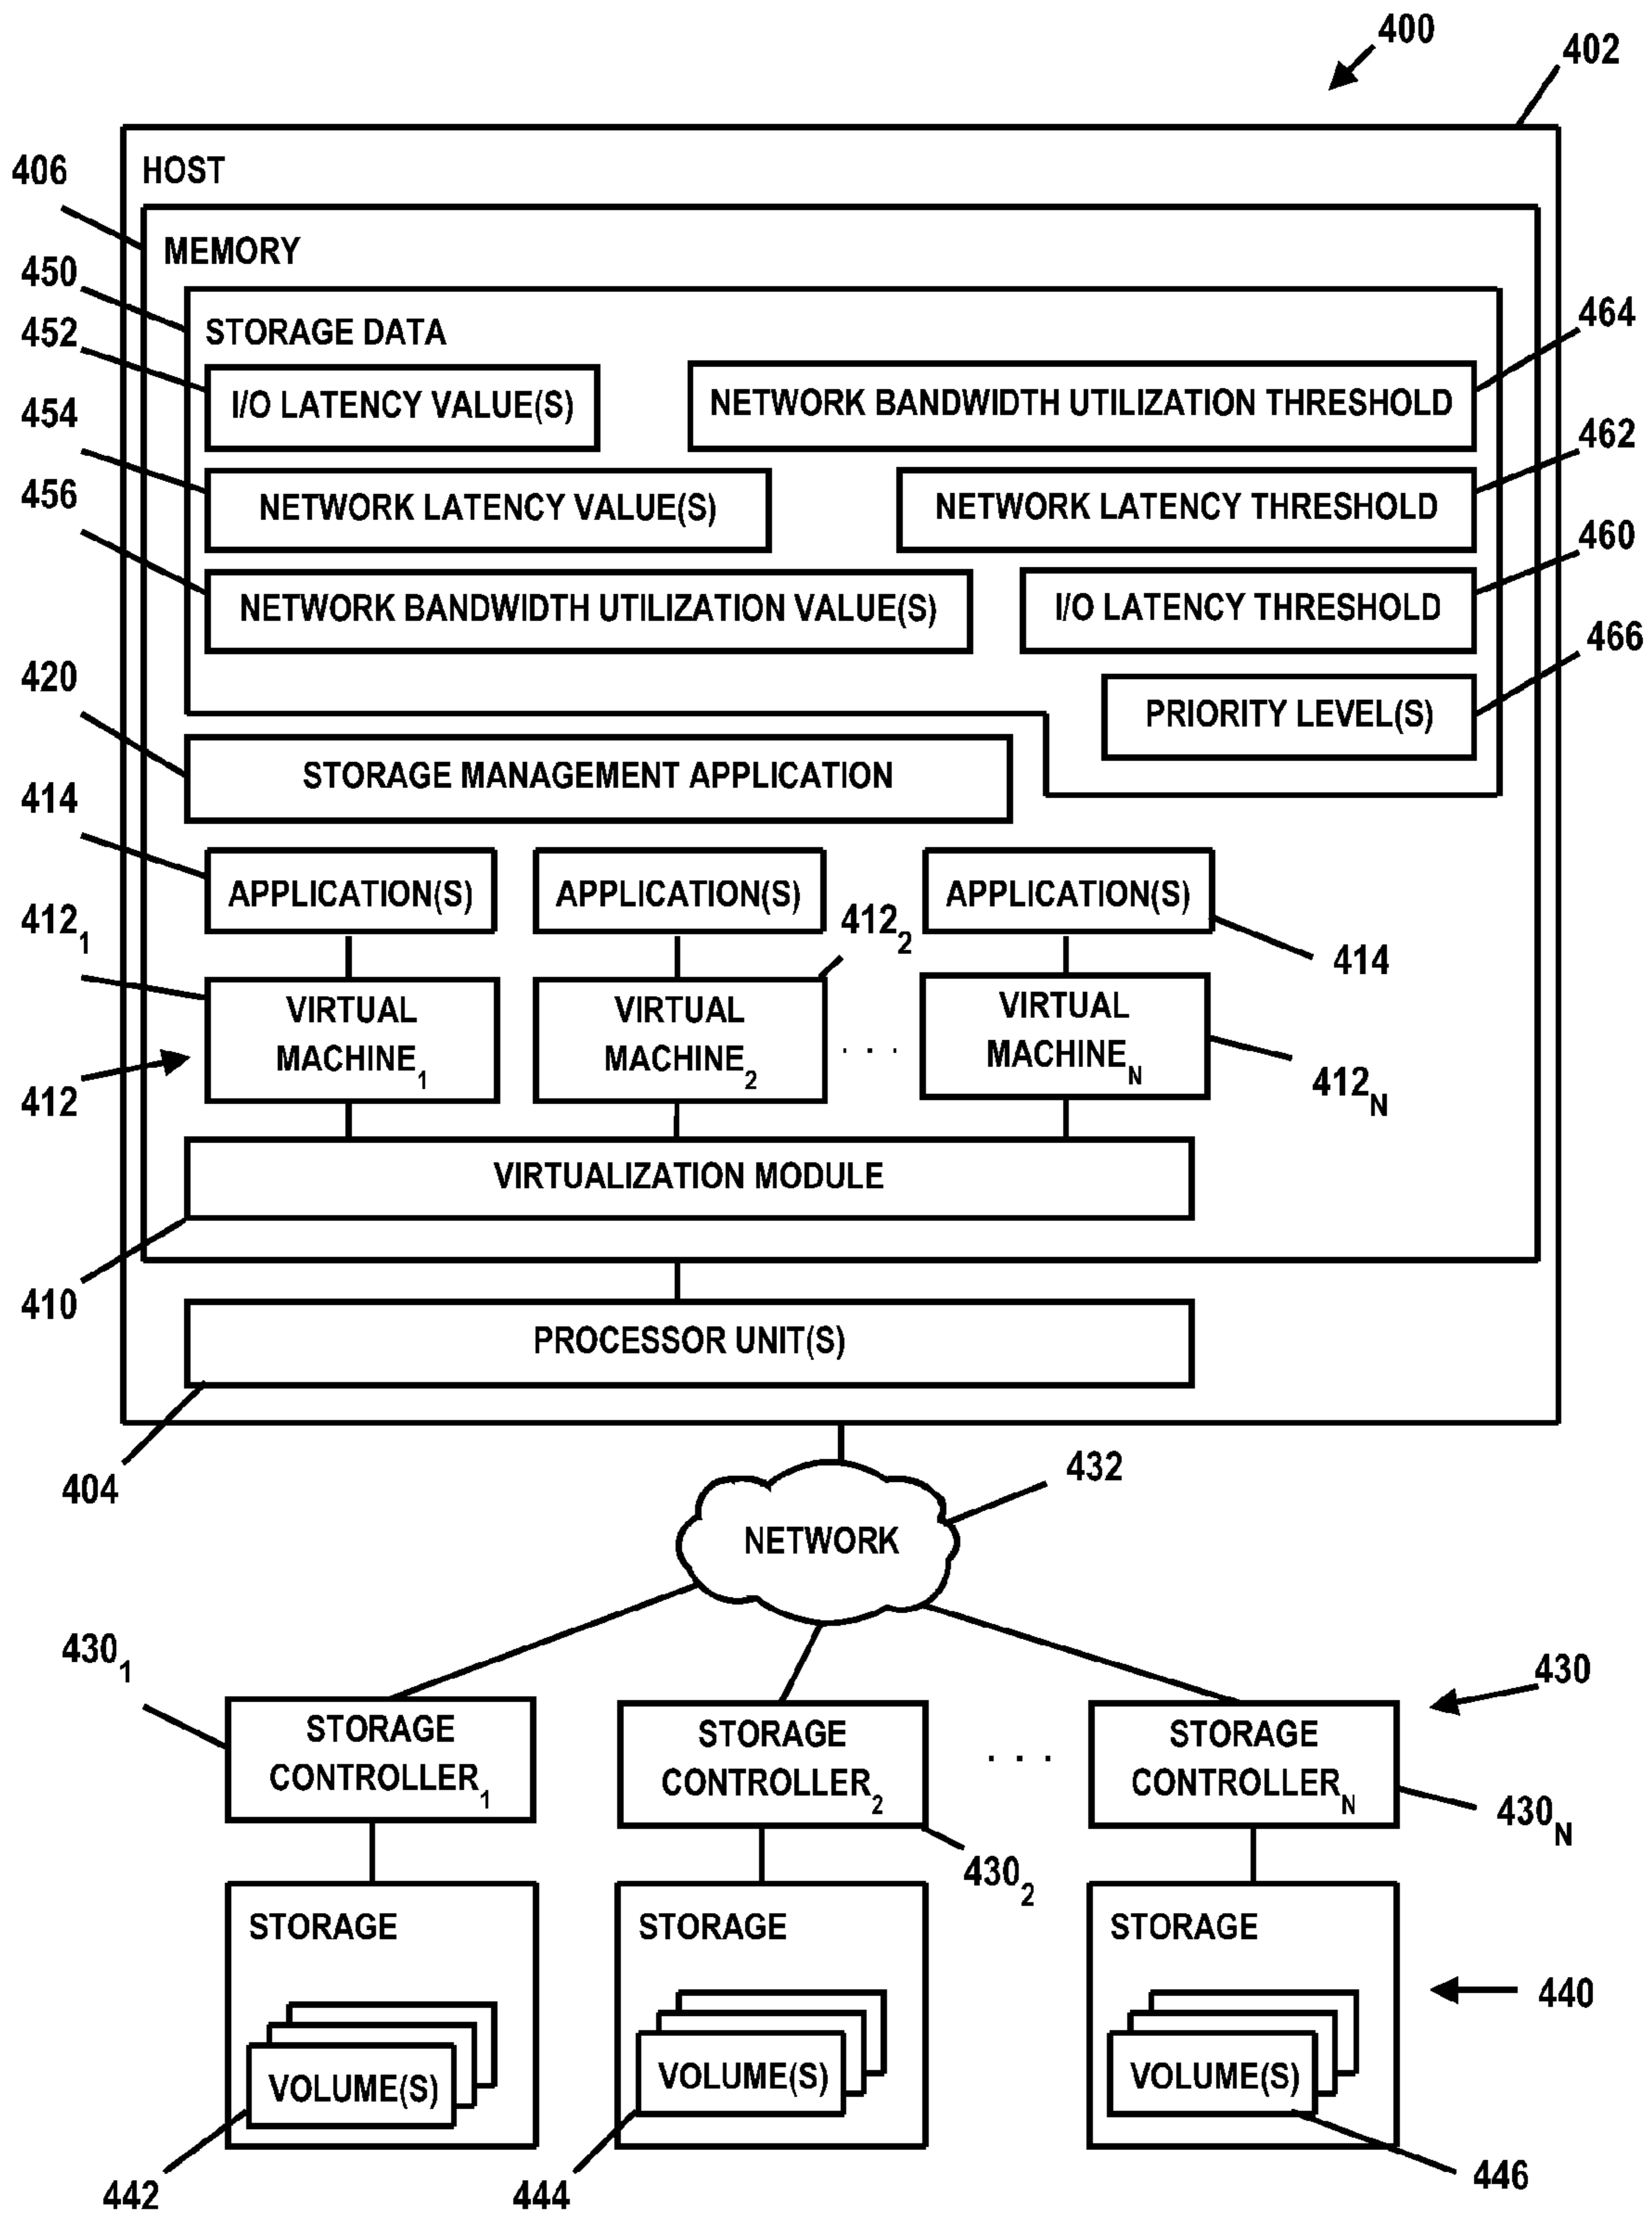 400
402
HOST
406
MEMORY
450
STORAGE DATA
464
452
I/O LATENCY VALUE(S)
NETWORK BANDWIDTH UTILIZATION THRESHOLD
454
462
NETWORK LATENCY VALUE(S)
NETWORK LATENCY THRESHOLD
456
460
NETWORK BANDWIDTH UTILIZATION VALUE(S)
I/O LATENCY THRESHOLD
466
420
PRIORITY LEVEL(S)
STORAGE MANAGEMENT APPLICATION
414
APPLICATION(S)
APPLICATION(S)
APPLICATION(S)
412₁
412₂
414
VIRTUAL
MACHINE₁
VIRTUAL
MACHINE₂
. . .
VIRTUAL
MACHINE_N
412
412_N
VIRTUALIZATION MODULE
410
PROCESSOR UNIT(S)
404
432
NETWORK
430₁
430
STORAGE
CONTROLLER₁
STORAGE
CONTROLLER₂
. . .
STORAGE
CONTROLLER_N
430_N
430₂
STORAGE
STORAGE
STORAGE
440
VOLUME(S)
VOLUME(S)
VOLUME(S)
442
444
446